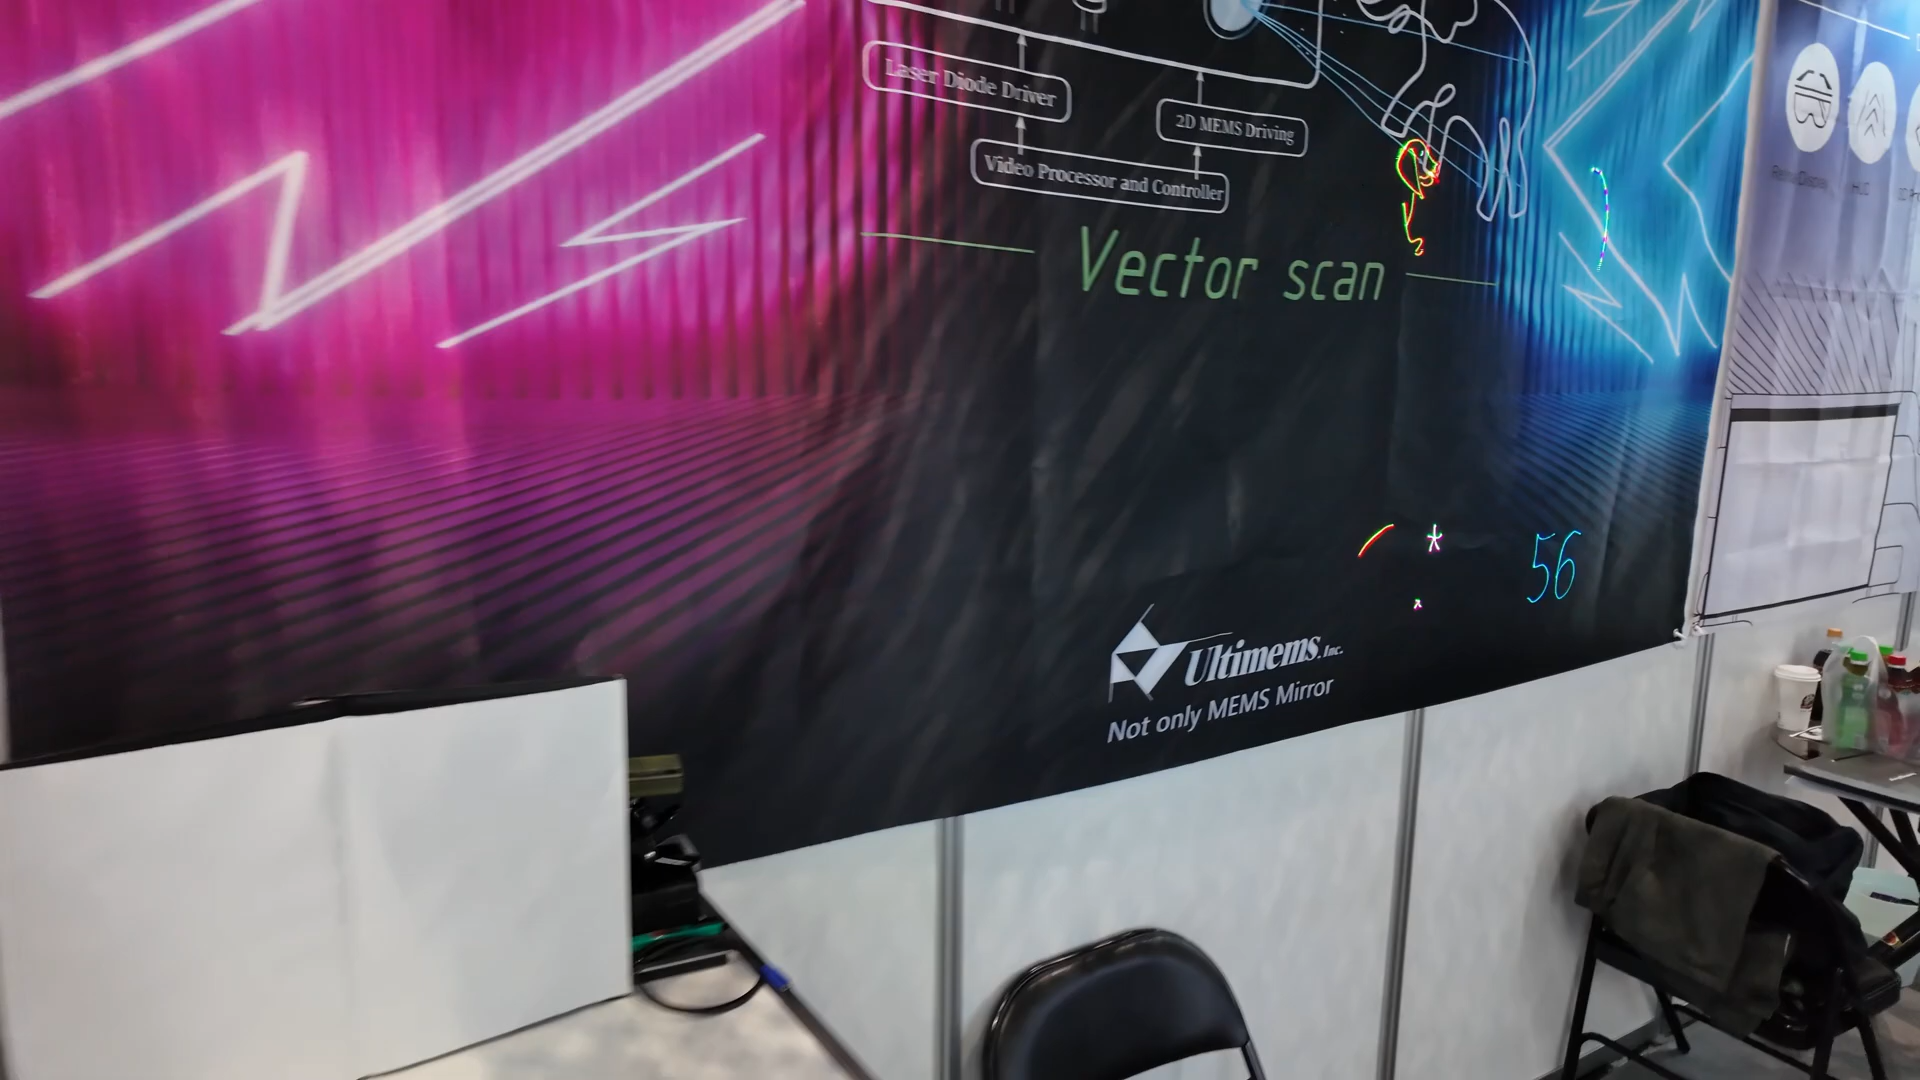 Laser Diode Driver
2D MEMS Driving
Video Processor and Controller
Vector scan
56
Ultimems, Inc.
Not only MEMS Mirror